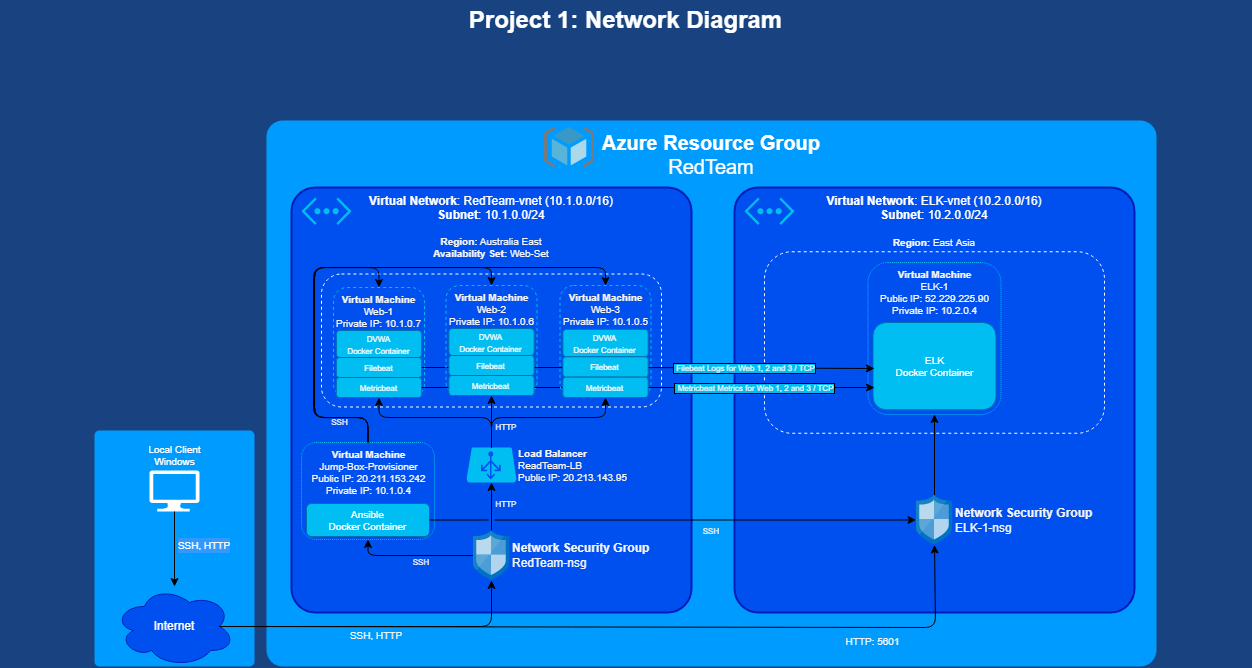 Project 1: Network Diagram
Azure Resource Group
RedTeam
Virtual Network: RedTeam-vnet (10.1.0.0/16)
Subnet: 10.1.0.0/24
Region: Australia East
Availability Set: Web-Set
Virtual Machine
Web-1
Private IP: 10.1.0.7
DVWA
Docker Container
Filebeat
Metricbeat
Virtual Machine
Web-2
Private IP: 10.1.0.6
DVWA
Docker Container
Filebeat
Metricbeat
Virtual Machine
Web-3
Private IP: 10.1.0.5
DVWA
Docker Container
Filebeat
Metricbeat
Filebeat Logs for Web 1, 2 and 3 / TCP
Metricbeat Metrics for Web 1, 2 and 3 / TCP
Virtual Network: ELK-vnet (10.2.0.0/16)
Subnet: 10.2.0.0/24
Region: East Asia
Virtual Machine
ELK-1
Public IP: 52.229.225.90
Private IP: 10.2.0.4
ELK
Docker Container
SSH
HTTP
Virtual Machine
Jump-Box-Provisioner
Public IP: 20.211.153.242
Private IP: 10.1.0.4
Ansible
Docker Container
Load Balancer
ReadTeam-LB
Public IP: 20.213.143.95
HTTP
SSH
Network Security Group
RedTeam-nsg
SSH
Network Security Group
ELK-1-nsg
Local Client
Windows
SSH, HTTP
Internet
SSH, HTTP
HTTP: 5601